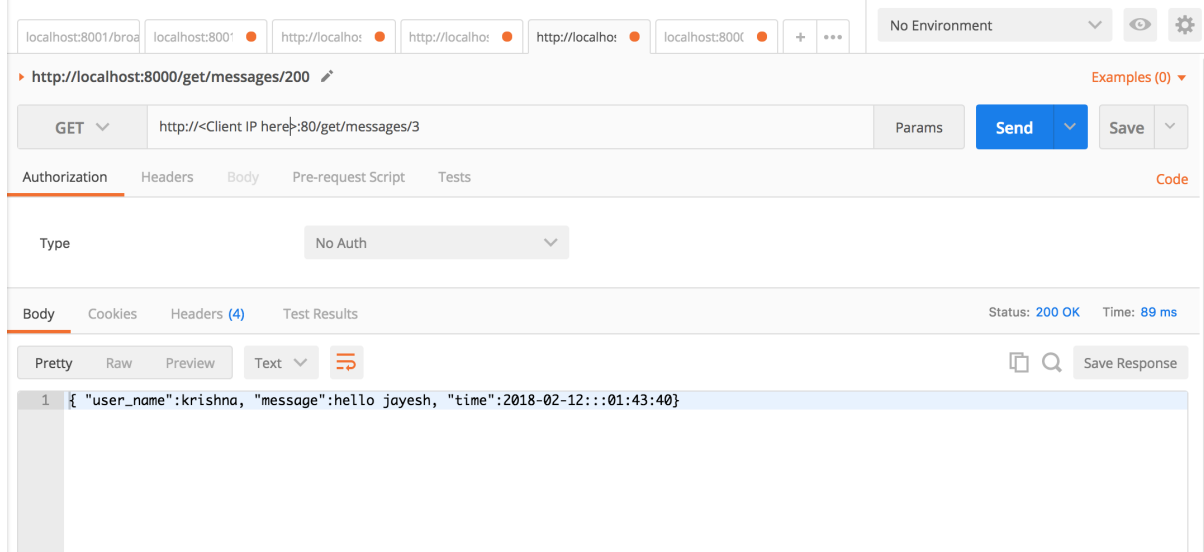 localhost:8001/broa localhost:8001 http://localhos http://localhos http://localhos localhost:800( + ••• No Environment
http://localhost:8000/get/messages/200 Examples (0)
GET http://<Client IP here>:80/get/messages/3 Params Send Save
Authorization Headers Body Pre-request Script Tests Code
Type No Auth
Body Cookies Headers (4) Test Results Status: 200 OK Time: 89 ms
Pretty Raw Preview Text Save Response
1 { "user_name":krishna, "message":hello jayesh, "time":2018-02-12:::01:43:40}